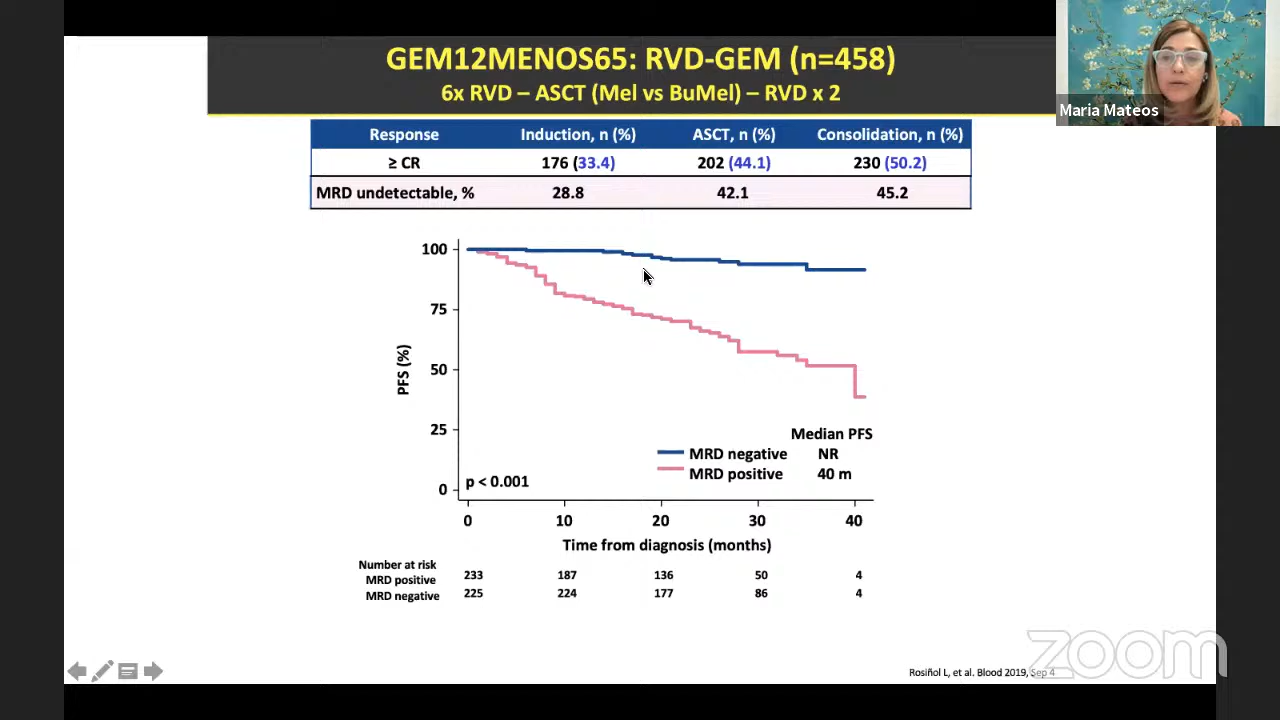 GEM12MENOS65: RVD-GEM (n=458)
6x RVD – ASCT (Mel vs BuMel) – RVD x 2
Maria Mateos
Response Induction, n (%) ASCT, n (%) Consolidation, n (%)
≥ CR 176 (33.4) 202 (44.1) 230 (50.2)
MRD undetectable, % 28.8 42.1 45.2
100
75
50
25
0
PFS (%)
Median PFS
MRD negative NR
MRD positive 40 m
p < 0.001
0 10 20 30 40
Time from diagnosis (months)
Number at risk
MRD positive 233 187 136 50 4
MRD negative 225 224 177 86 4
zoom
Rosiñol L, et al. Blood 2019, Sep 4